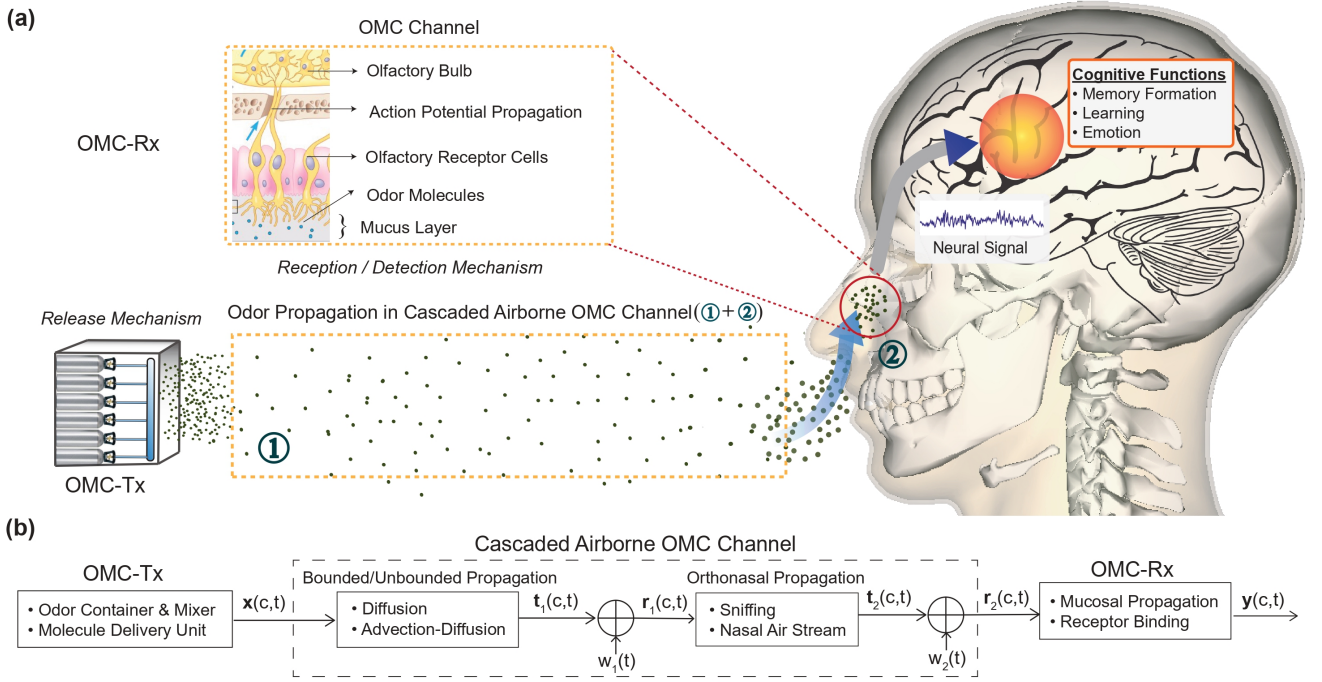 (a)
OMC Channel
Olfactory Bulb
Action Potential Propagation
OMC-Rx
Olfactory Receptor Cells
Odor Molecules
} Mucus Layer
Reception / Detection Mechanism
Cognitive Functions
• Memory Formation
• Learning
• Emotion
Neural Signal
Release Mechanism
Odor Propagation in Cascaded Airborne OMC Channel(①+②)
①
②
OMC-Tx
(b)
Cascaded Airborne OMC Channel
OMC-Tx
• Odor Container & Mixer
• Molecule Delivery Unit
x(c,t)
Bounded/Unbounded Propagation
• Diffusion
• Advection-Diffusion
t₁(c,t)
w₁(t)
r₁(c,t)
Orthonasal Propagation
• Sniffing
• Nasal Air Stream
t₂(c,t)
w₂(t)
r₂(c,t)
OMC-Rx
• Mucosal Propagation
• Receptor Binding
y(c,t)